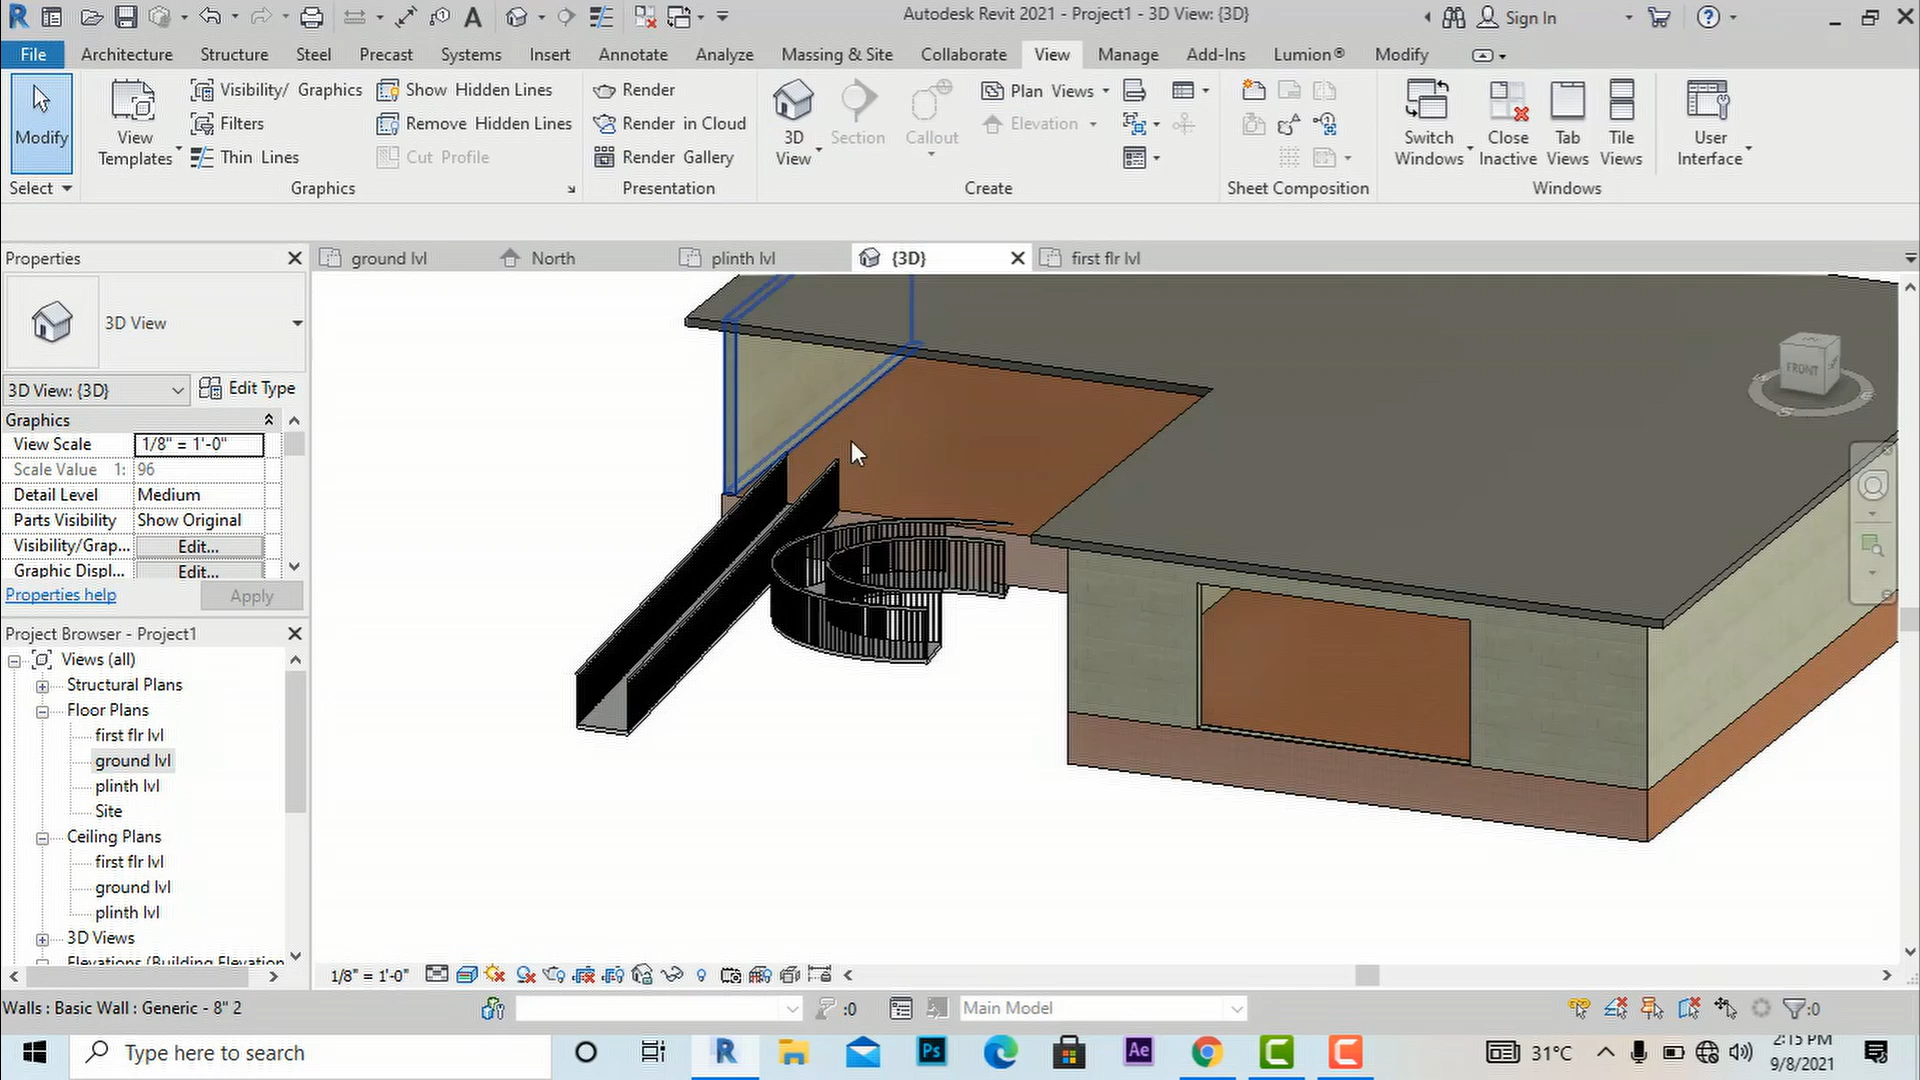 Autodesk Revit 2021 - Project1 - 3D View: {3D}
Sign In
File Architecture Structure Steel Precast Systems Insert Annotate Analyze Massing & Site Collaborate View Manage Add-Ins Lumion® Modify
Modify
Select
View Templates
Visibility/ Graphics
Filters
Thin Lines
Show Hidden Lines
Remove Hidden Lines
Cut Profile
Graphics
Render
Render in Cloud
Render Gallery
Presentation
3D View
Section
Callout
Plan Views
Elevation
Create
Sheet Composition
Switch Windows
Close Inactive
Tab Views
Tile Views
Windows
User Interface
Properties
ground lvl
North
plinth lvl
{3D}
first flr lvl
3D View
3D View: {3D}
Edit Type
Graphics
View Scale 1/8" = 1'-0"
Scale Value 1: 96
Detail Level Medium
Parts Visibility Show Original
Visibility/Grap... Edit...
Graphic Displ... Edit...
Properties help
Apply
FRONT
Project Browser - Project1
Views (all)
Structural Plans
Floor Plans
first flr lvl
ground lvl
plinth lvl
Site
Ceiling Plans
first flr lvl
ground lvl
plinth lvl
3D Views
Elevations (Building Elevation
1/8" = 1'-0"
Walls : Basic Wall : Generic - 8" 2
:0
Main Model
:0
Type here to search
Ps
Ae
31°C
2:15 PM
9/8/2021